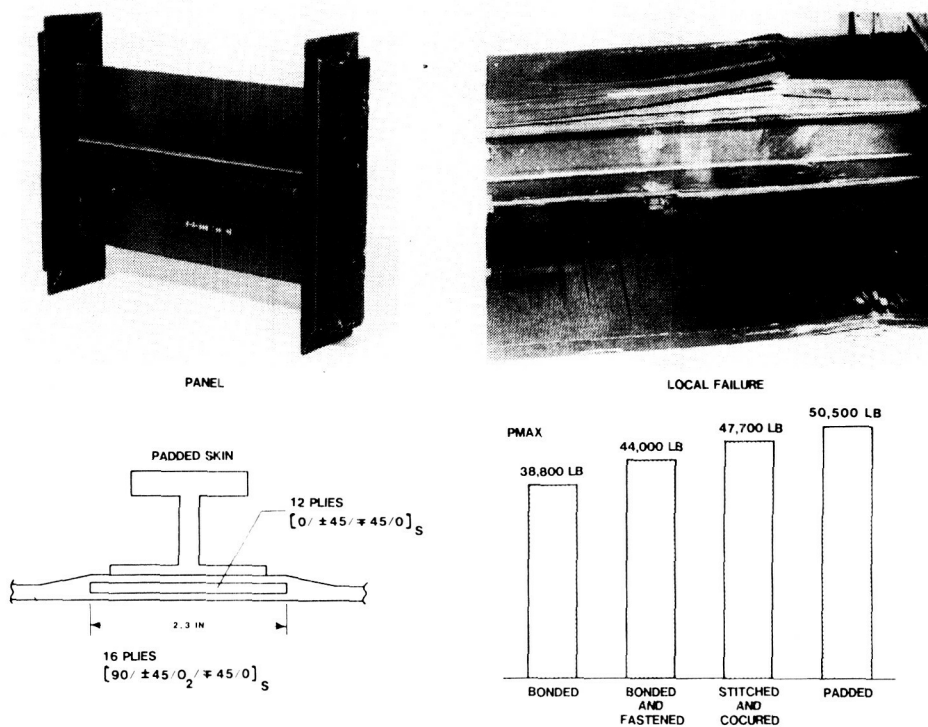 PANEL
LOCAL FAILURE
PADDED SKIN
12 PLIES
[0/ ±45/ ∓ 45/0]S
2.3 IN
16 PLIES
[90/ ±45/0₂/ ∓ 45/0]S
PMAX
38,800 LB
44,000 LB
47,700 LB
50,500 LB
BONDED
BONDED
AND
FASTENED
STITCHED
AND
COCURED
PADDED